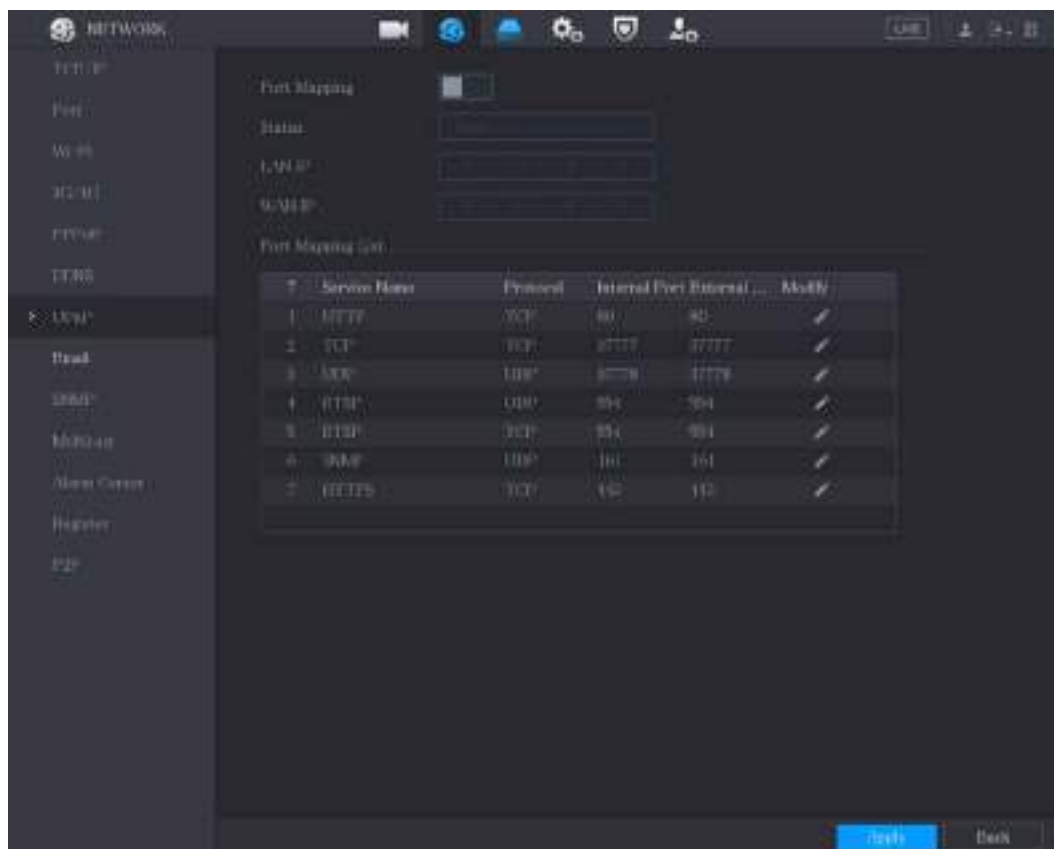 NETWORK
LIVE
TCP/IP
Port
Wi-Fi
3G/4G
PPPoE
DDNS
UPnP
Email
SNMP
Multicast
Alarm Center
Register
P2P
Port Mapping
Status
LAN IP
WAN IP
Port Mapping List
7 Service Name Protocol Internal Port External ... Modify
1 HTTP TCP 80 80
2 TCP TCP 37777 37777
3 UDP UDP 37778 37778
4 RTSP UDP 554 554
5 RTSP TCP 554 554
6 SNMP UDP 161 161
7 HTTPS TCP 443 443
Apply Back